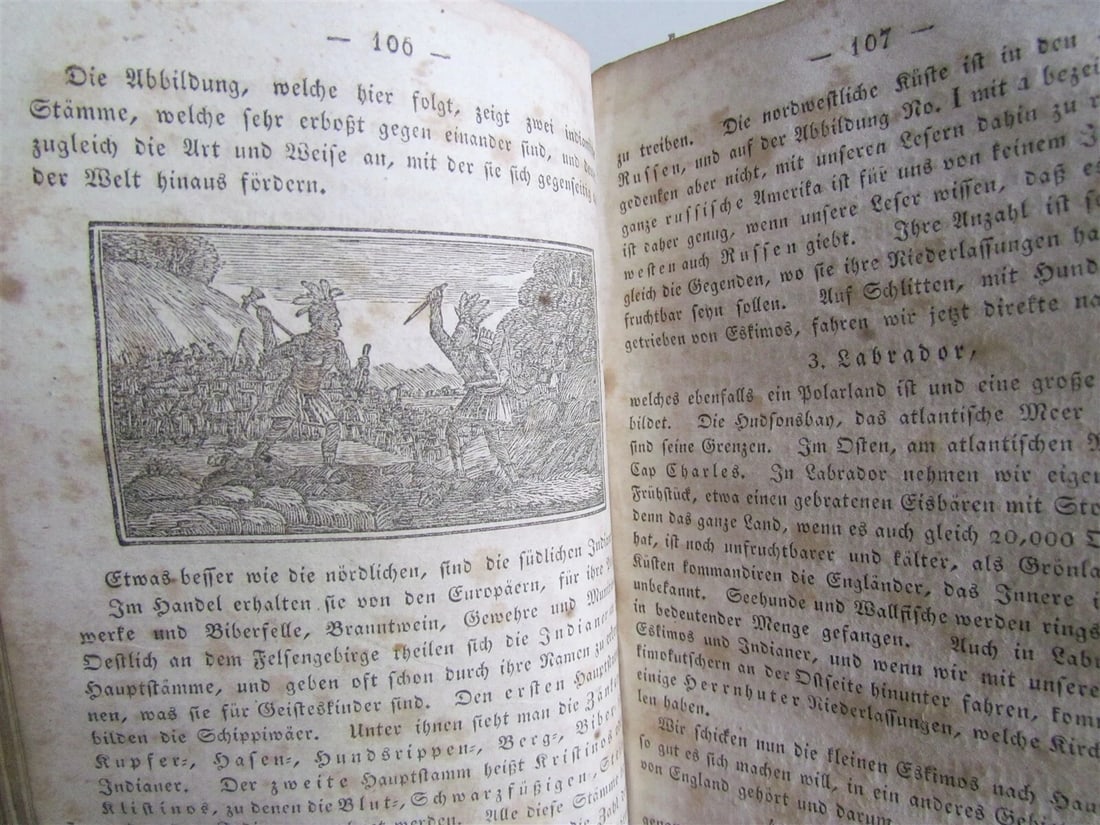 — 106 —
Die Abbildung, welche hier folgt, zeigt zwei
Stämme, welche sehr erboßt gegen einander sind, und
zugleich die Art und Weise an, mit der sie sich gegenseitig
der Welt hinaus fördern.
Etwas besser wie die nördlichen, sind die südlichen
Im Handel erhalten sie von den Europäern, für ihre
werke und Biberfelle, Branntwein, Gewehre und
Oestlich an dem Felsengebirge theilen sich die Indianer
Hauptstämme, und geben oft schon durch ihre Namen zu
nen, was sie für Geisteskinder sind. Den ersten
bilden die Schippiwäer. Unter ihnen sieht man die
Kupfer-, Hasen-, Hundsrippen-, Berg-,
Indianer. Der zweite Hauptstamm heißt
Klistinos, zu denen die Blut-, Schwarzfüßigen-,
werden. Alle diese
— 107 —
zu treiben. Die nordwestliche Küste ist in den
Russen, und auf der Abbildung No. I mit a
gedenken aber nicht, mit unseren Lesern dahin zu
ganze russische Amerika ist für uns von keinem
ist daher genug, wenn unsere Leser wissen, daß
westen auch Russen giebt. Ihre Anzahl ist
gleich die Gegenden, wo sie ihre Niederlassungen
fruchtbar seyn sollen. Auf Schlitten, mit
getrieben von Eskimos, fahren wir jetzt direkte
3. Labrador,
welches ebenfalls ein Polarland ist und eine große
bildet. Die Hudsonsbay, das atlantische Meer
sind seine Grenzen. Im Osten, am atlantischen
Cap Charles. In Labrador nehmen wir
Frühstück, etwa einen gebratenen Eisbären mit
denn das ganze Land, wenn es auch gleich 20,000
hat, ist noch unfruchtbarer und kälter, als
Küsten kommandiren die Engländer, das Innere
unbekannt. Seehunde und Wallfische werden
in bedeutender Menge gefangen. Auch in
Eskimos und Indianer, und wenn wir mit
kimokutschern an der Ostseite hinunter fahren,
einige Herrnhuter Niederlassungen, welche
len haben.
Wir schicken nun die kleinen Eskimos nach
so gut es sich machen will, in ein anderes
von England gehört und darum